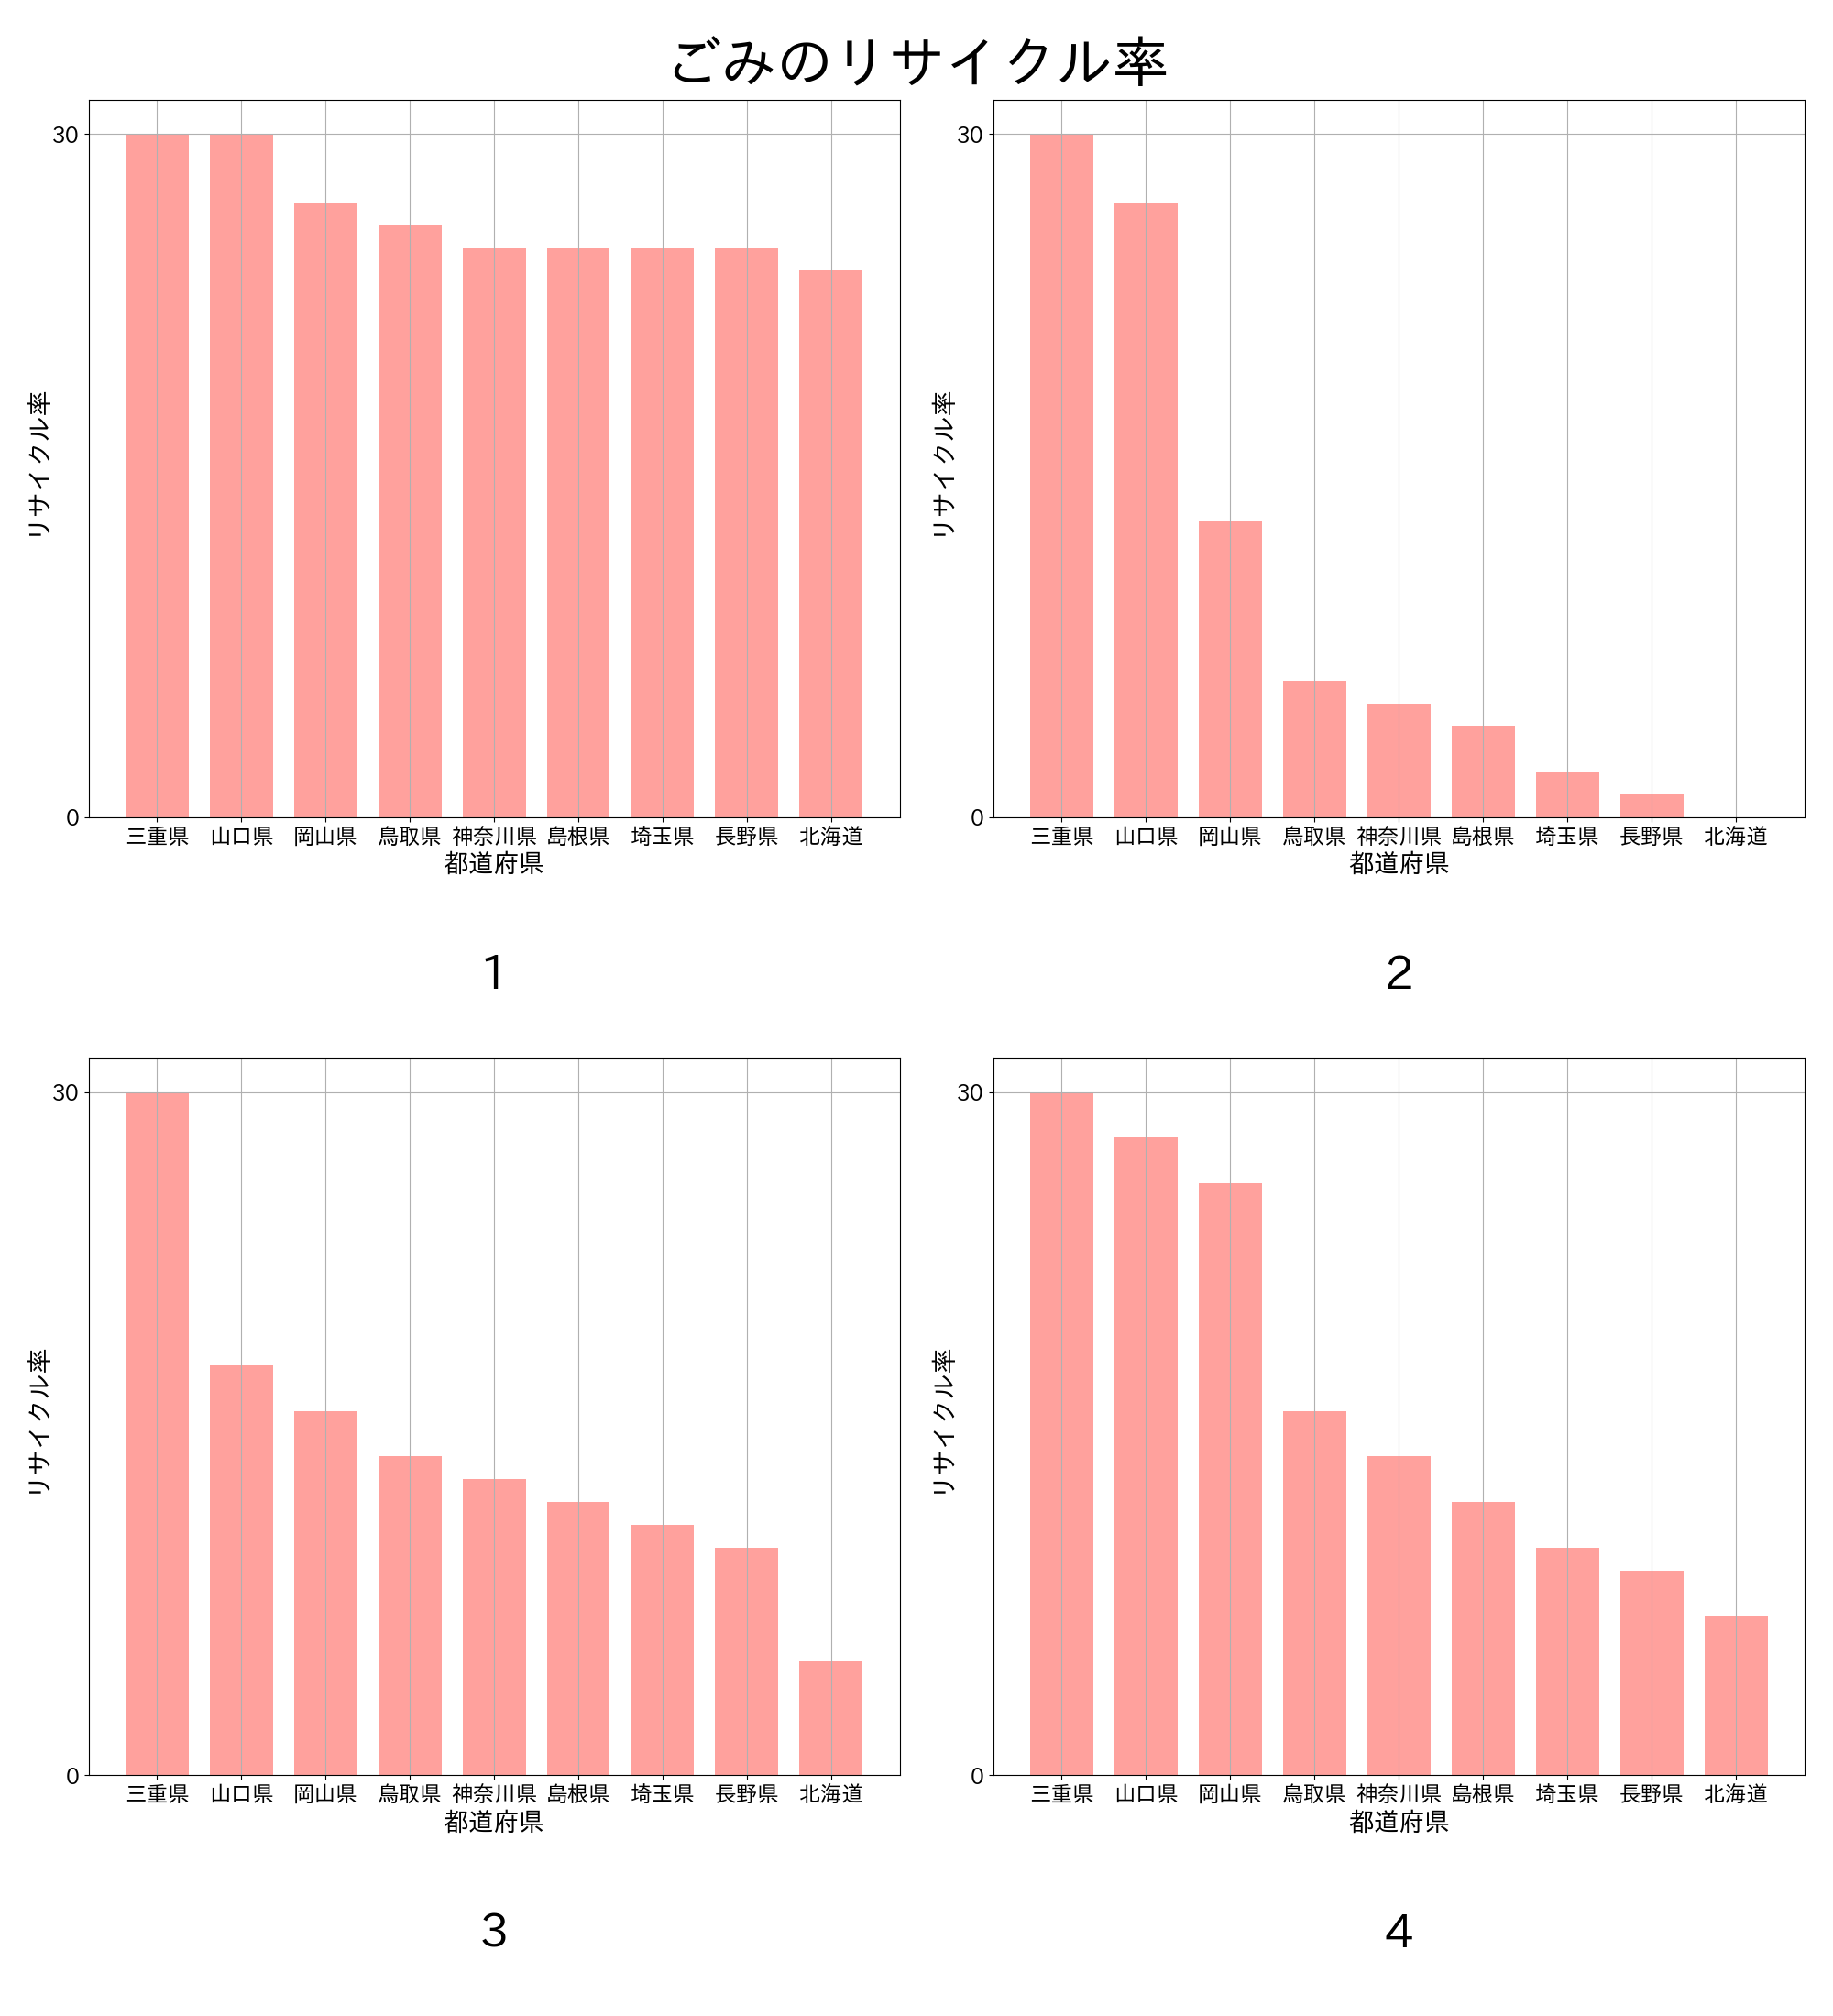 ごみのリサイクル率
30
0
リサイクル率
三重県 山口県 岡山県 鳥取県 神奈川県 島根県 埼玉県 長野県 北海道
都道府県
1
30
0
リサイクル率
三重県 山口県 岡山県 鳥取県 神奈川県 島根県 埼玉県 長野県 北海道
都道府県
2
30
0
リサイクル率
三重県 山口県 岡山県 鳥取県 神奈川県 島根県 埼玉県 長野県 北海道
都道府県
3
30
0
リサイクル率
三重県 山口県 岡山県 鳥取県 神奈川県 島根県 埼玉県 長野県 北海道
都道府県
4